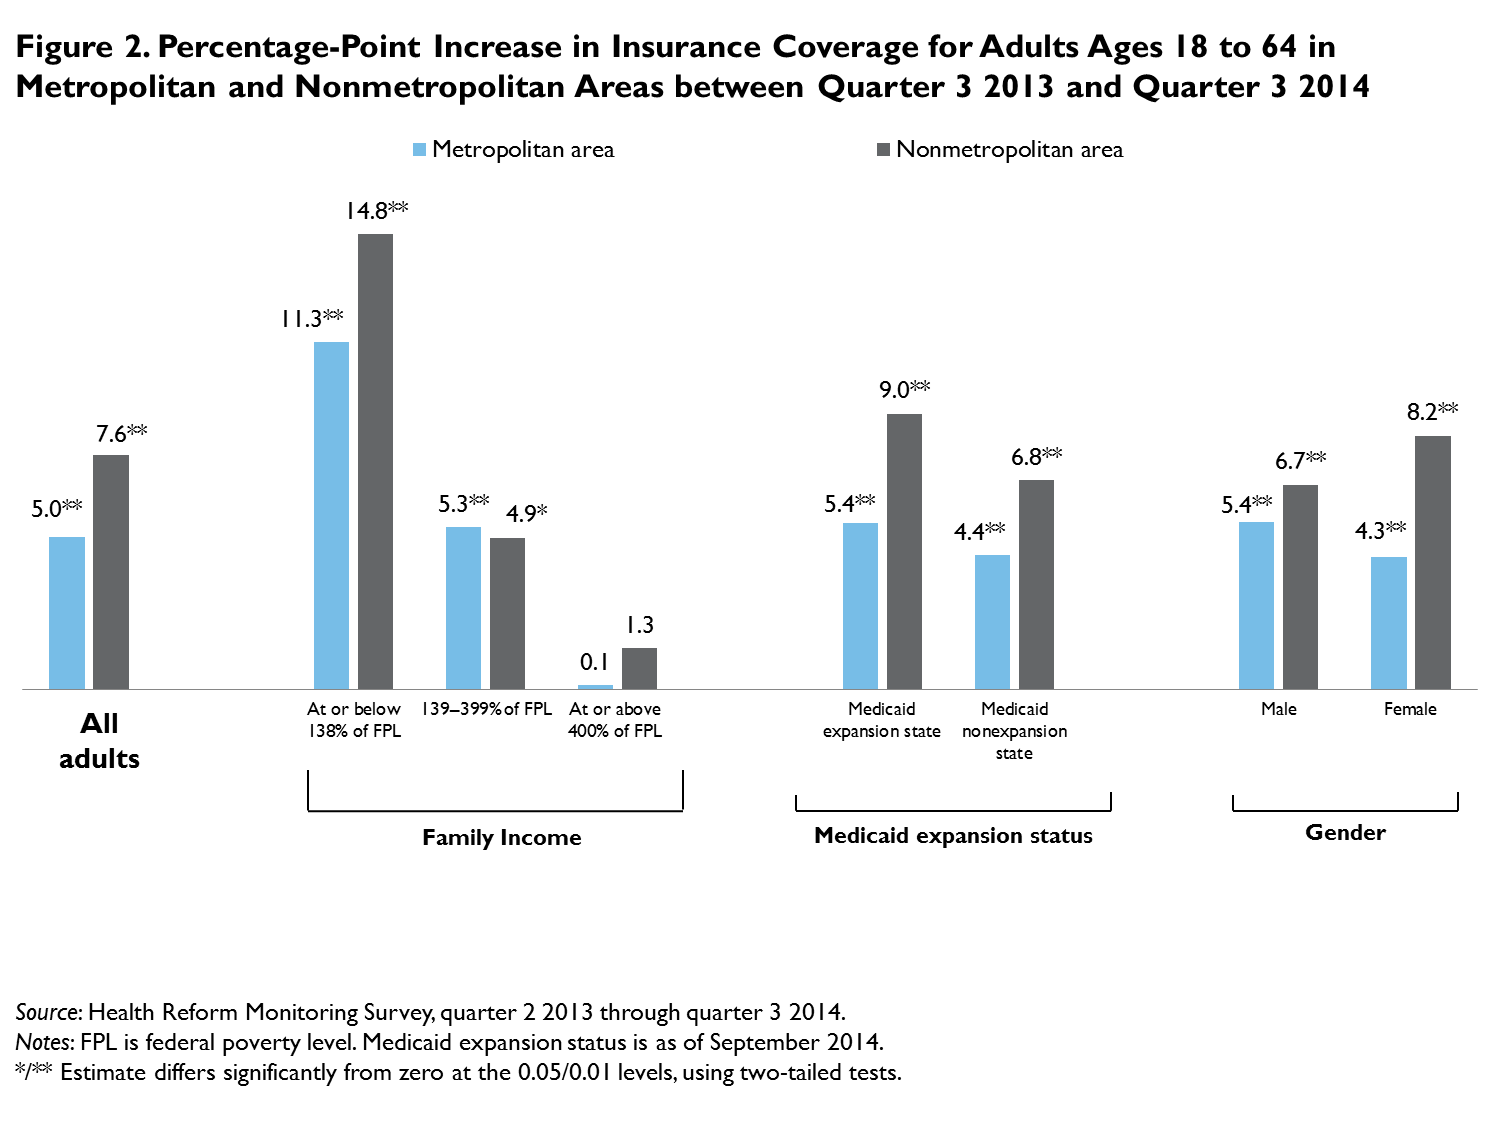 Figure 2. Percentage-Point Increase in Insurance Coverage for Adults Ages 18 to 64 in
Metropolitan and Nonmetropolitan Areas between Quarter 3 2013 and Quarter 3 2014
Metropolitan area
Nonmetropolitan area
5.0**
7.6**
11.3**
14.8**
5.3**
4.9*
0.1
1.3
5.4**
9.0**
4.4**
6.8**
5.4**
6.7**
4.3**
8.2**
All
adults
At or below
138% of FPL
139–399% of FPL
At or above
400% of FPL
Medicaid
expansion state
Medicaid
nonexpansion
state
Male
Female
Family Income
Medicaid expansion status
Gender
Source: Health Reform Monitoring Survey, quarter 2 2013 through quarter 3 2014.
Notes: FPL is federal poverty level. Medicaid expansion status is as of September 2014.
*/** Estimate differs significantly from zero at the 0.05/0.01 levels, using two-tailed tests.